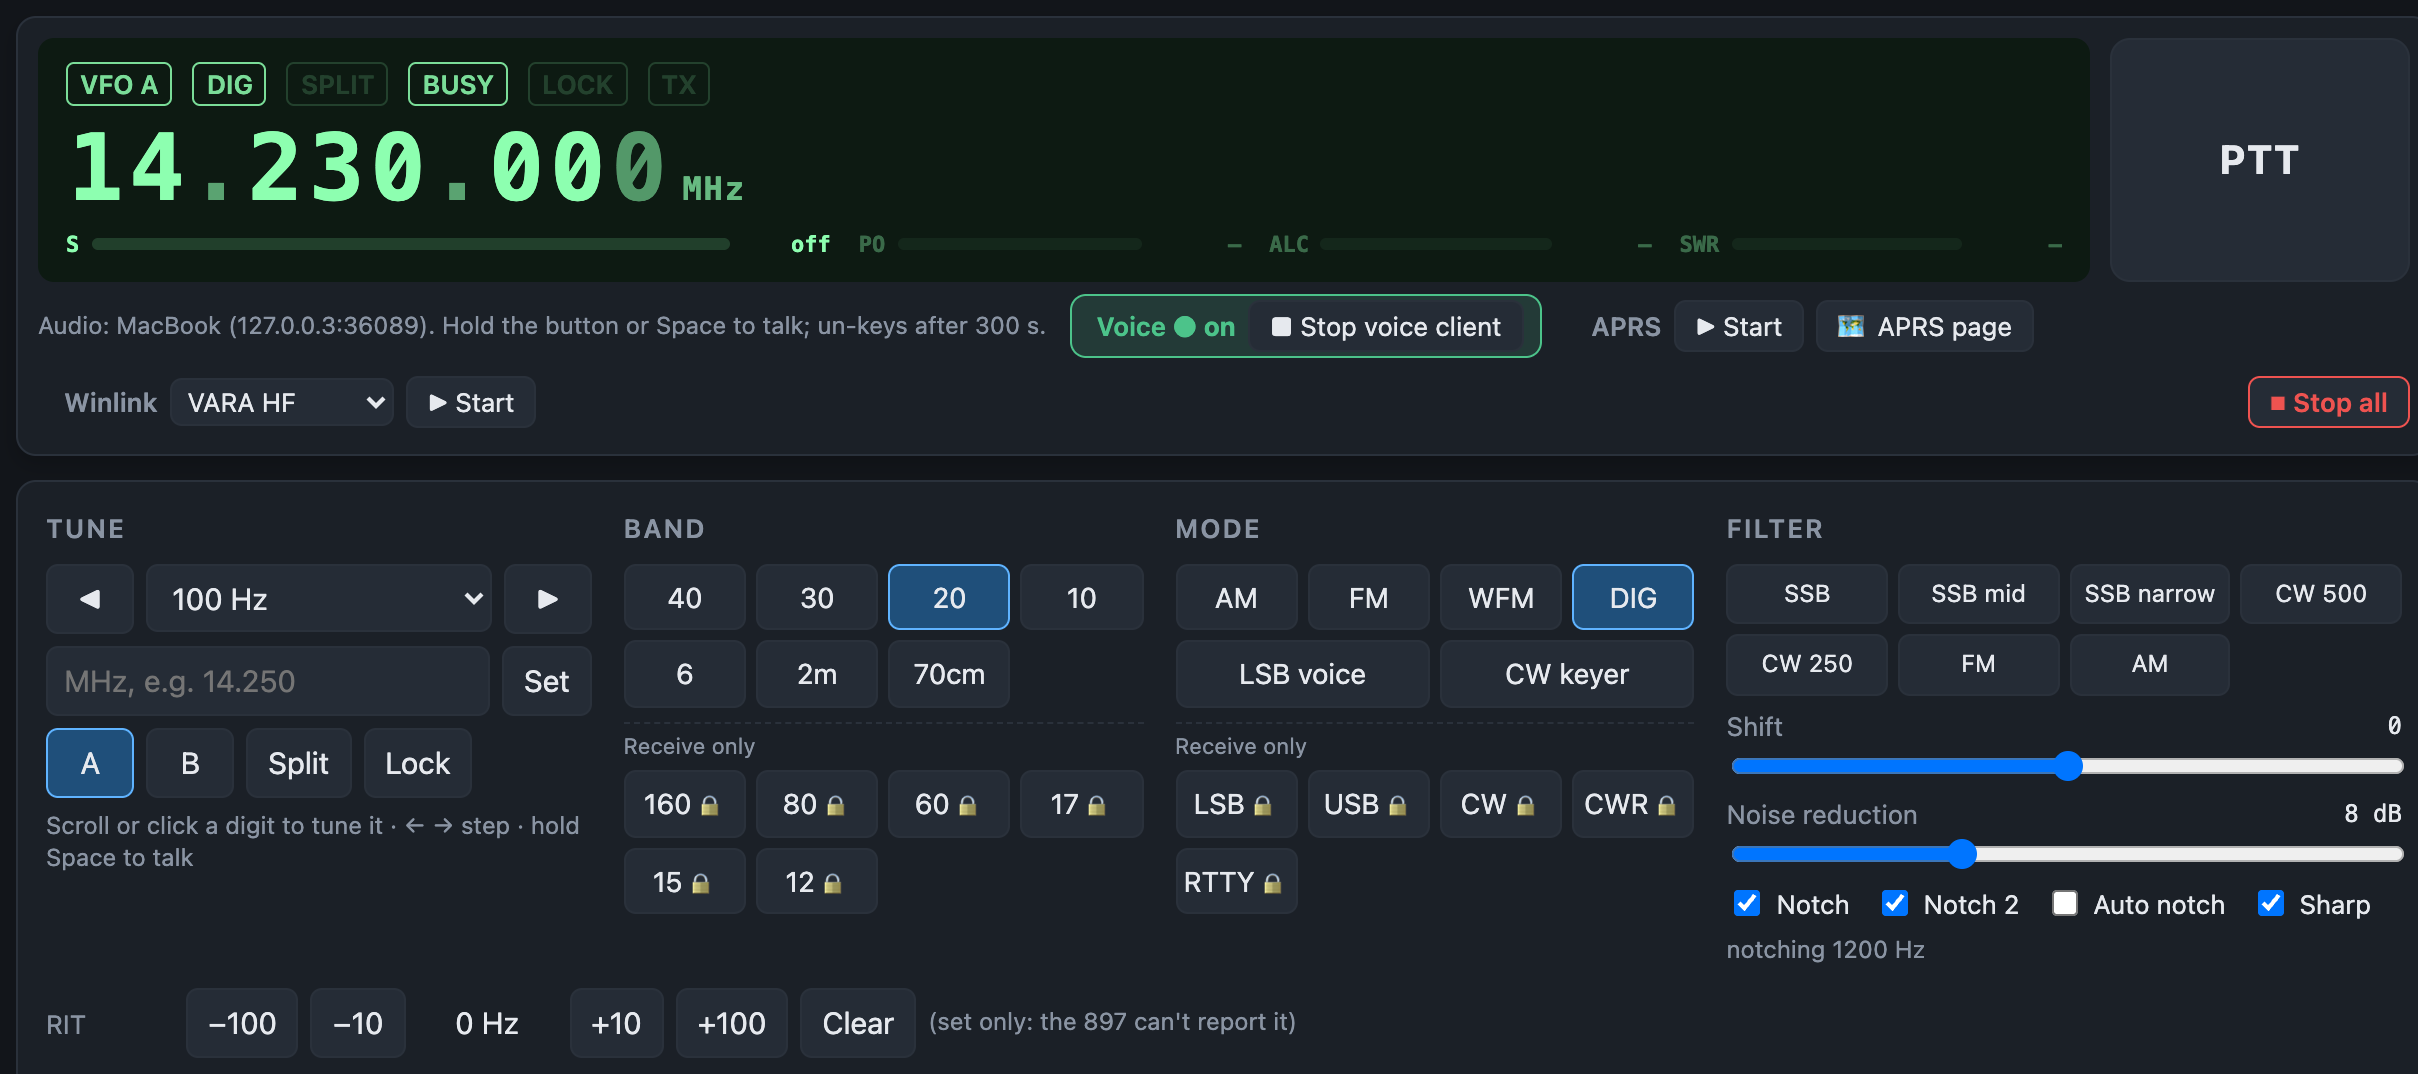 VFO A DIG SPLIT BUSY LOCK TX
14.230.000 MHz
S off PO – ALC – SWR –
PTT
Audio: MacBook (127.0.0.3:36089). Hold the button or Space to talk; un-keys after 300 s.
Voice on Stop voice client
APRS ▶ Start APRS page
Winlink VARA HF ▶ Start
Stop all
TUNE
◀ 100 Hz ▶
MHz, e.g. 14.250 Set
A B Split Lock
Scroll or click a digit to tune it · ← → step · hold
Space to talk
BAND
40 30 20 10
6 2m 70cm
Receive only
160 80 60 17
15 12
MODE
AM FM WFM DIG
LSB voice CW keyer
Receive only
LSB USB CW CWR
RTTY
FILTER
SSB SSB mid SSB narrow CW 500
CW 250 FM AM
Shift 0
Noise reduction 8 dB
Notch Notch 2 Auto notch Sharp
notching 1200 Hz
RIT –100 –10 0 Hz +10 +100 Clear (set only: the 897 can't report it)